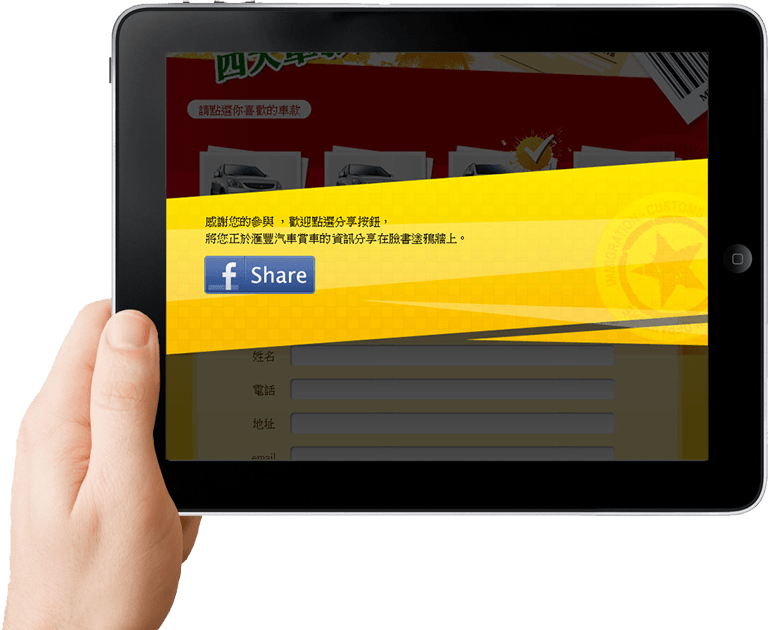 請點選你喜歡的車款
感謝您的參與，歡迎點選分享按鈕，
將您正於滙豐汽車賞車的資訊分享在臉書塗鴉牆上。
f Share
IMMIGRATION CUSTOMS
姓名
電話
地址
email